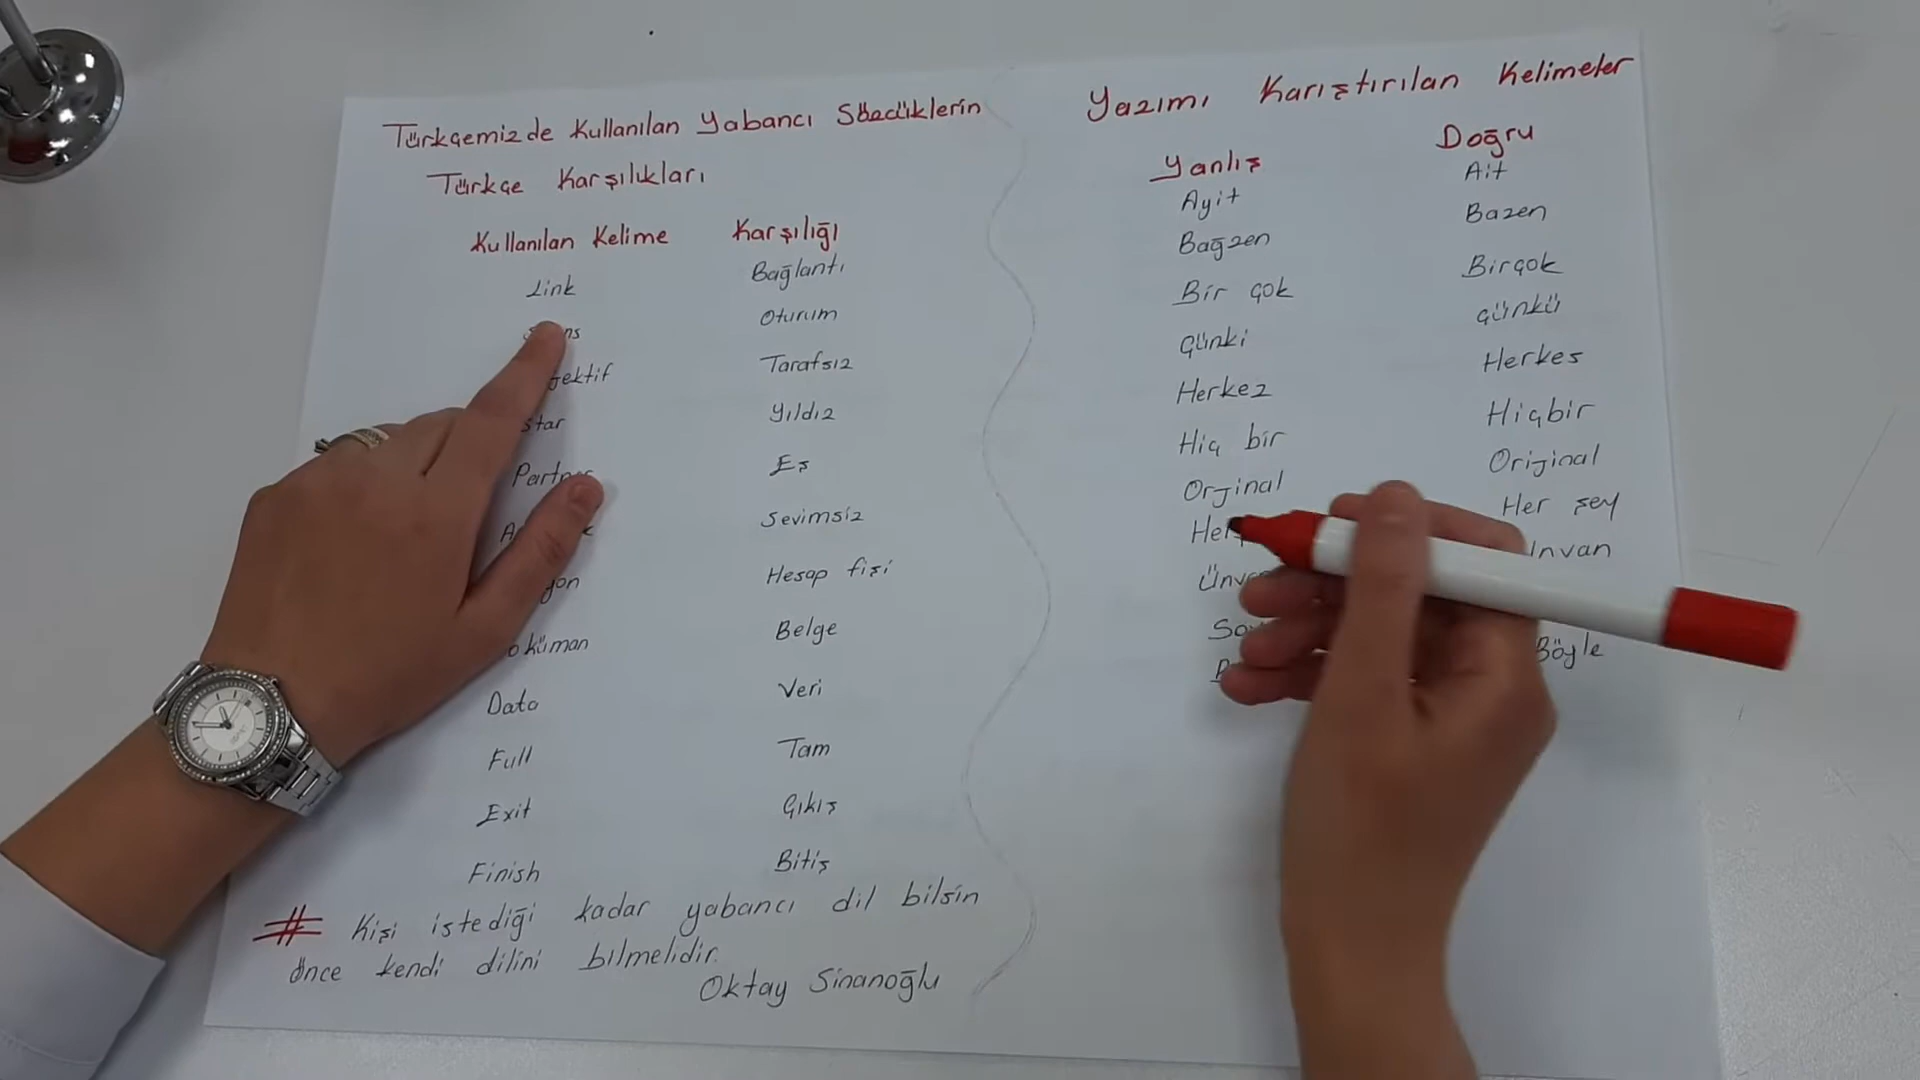 Türkçemizde Kullanılan Yabancı Sözcüklerin
Türkçe Karşılıkları
Kullanılan Kelime Karşılığı
Link Bağlantı
Oturum
Tarafsız
Star Yıldız
Eş
Sevimsiz
Hesap fişi
Belge
Data Veri
Full Tam
Exit Çıkış
Finish Bitiş
# Kişi istediği kadar yabancı dil bilsin
önce kendi dilini bilmelidir.
Oktay Sinanoğlu
Yazımı Karıştırılan Kelimeler
Yanlış Doğru
Ayit Ait
Bağzen Bazen
Bir çok Birçok
Çünki Çünkü
Herkez Herkes
Hiç bir Hiçbir
Orjinal Orijinal
Her şey
Böyle